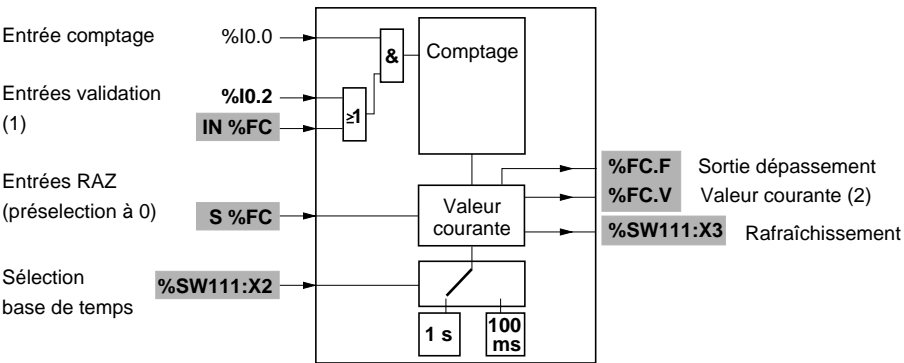 Entrée comptage %I0.0
& Comptage
Entrées validation %I0.2
(1) IN %FC ≥1
%FC.F Sortie dépassement
%FC.V Valeur courante (2)
%SW111:X3 Rafraîchissement
Entrées RAZ
(préselection à 0) S %FC
Valeur
courante
Sélection
base de temps %SW111:X2
1 s
100
ms